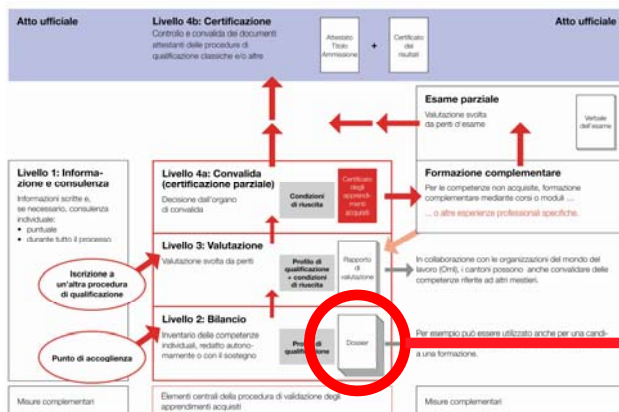 Atto ufficiale
Livello 4b: Certificazione
Controllo e convalida dei documenti
attestanti delle procedure di
qualificazione classiche e/o altre
Attestato
Titolo
Ammissione
+
Certificato
dei
risultati
Atto ufficiale
Esame parziale
Valutazione svolta
da periti d'esame
Verbale
dell'esame
Livello 1: Informa-
zione e consulenza
Informazioni scritte e,
se necessario, consulenza
individuale:
• puntuale
• durante tutto il processo
Livello 4a: Convalida
(certificazione parziale)
Decisione dall'organo
di convalida
Condizioni
di riuscita
Certificato
degli
apprendi-
menti
acquisiti
Formazione complementare
Per le competenze non acquisite, formazione
complementare mediante corsi o moduli ...
... o altre esperienze professionali specifiche.
Iscrizione a
un'altra procedura
di qualificazione
Livello 3: Valutazione
Valutazione svolta da periti
Profilo di
qualificazione
+ condizioni
di riuscita
Rapporto
di
valutazione
In collaborazione con le organizzazioni del mondo del
lavoro (Oml), i cantoni possono anche convalidare delle
competenze riferite ad altri mestieri.
Punto di accoglienza
Livello 2: Bilancio
Inventario delle competenze
individuali, redatto autono-
mamente o con il sostegno
Profilo di
qualificazione
Dossier
Per esempio può essere utilizzato anche per una candi-
a una formazione.
Misure complementari
Elementi centrali della procedura di validazione degli
apprendimenti acquisiti
Misure complementari